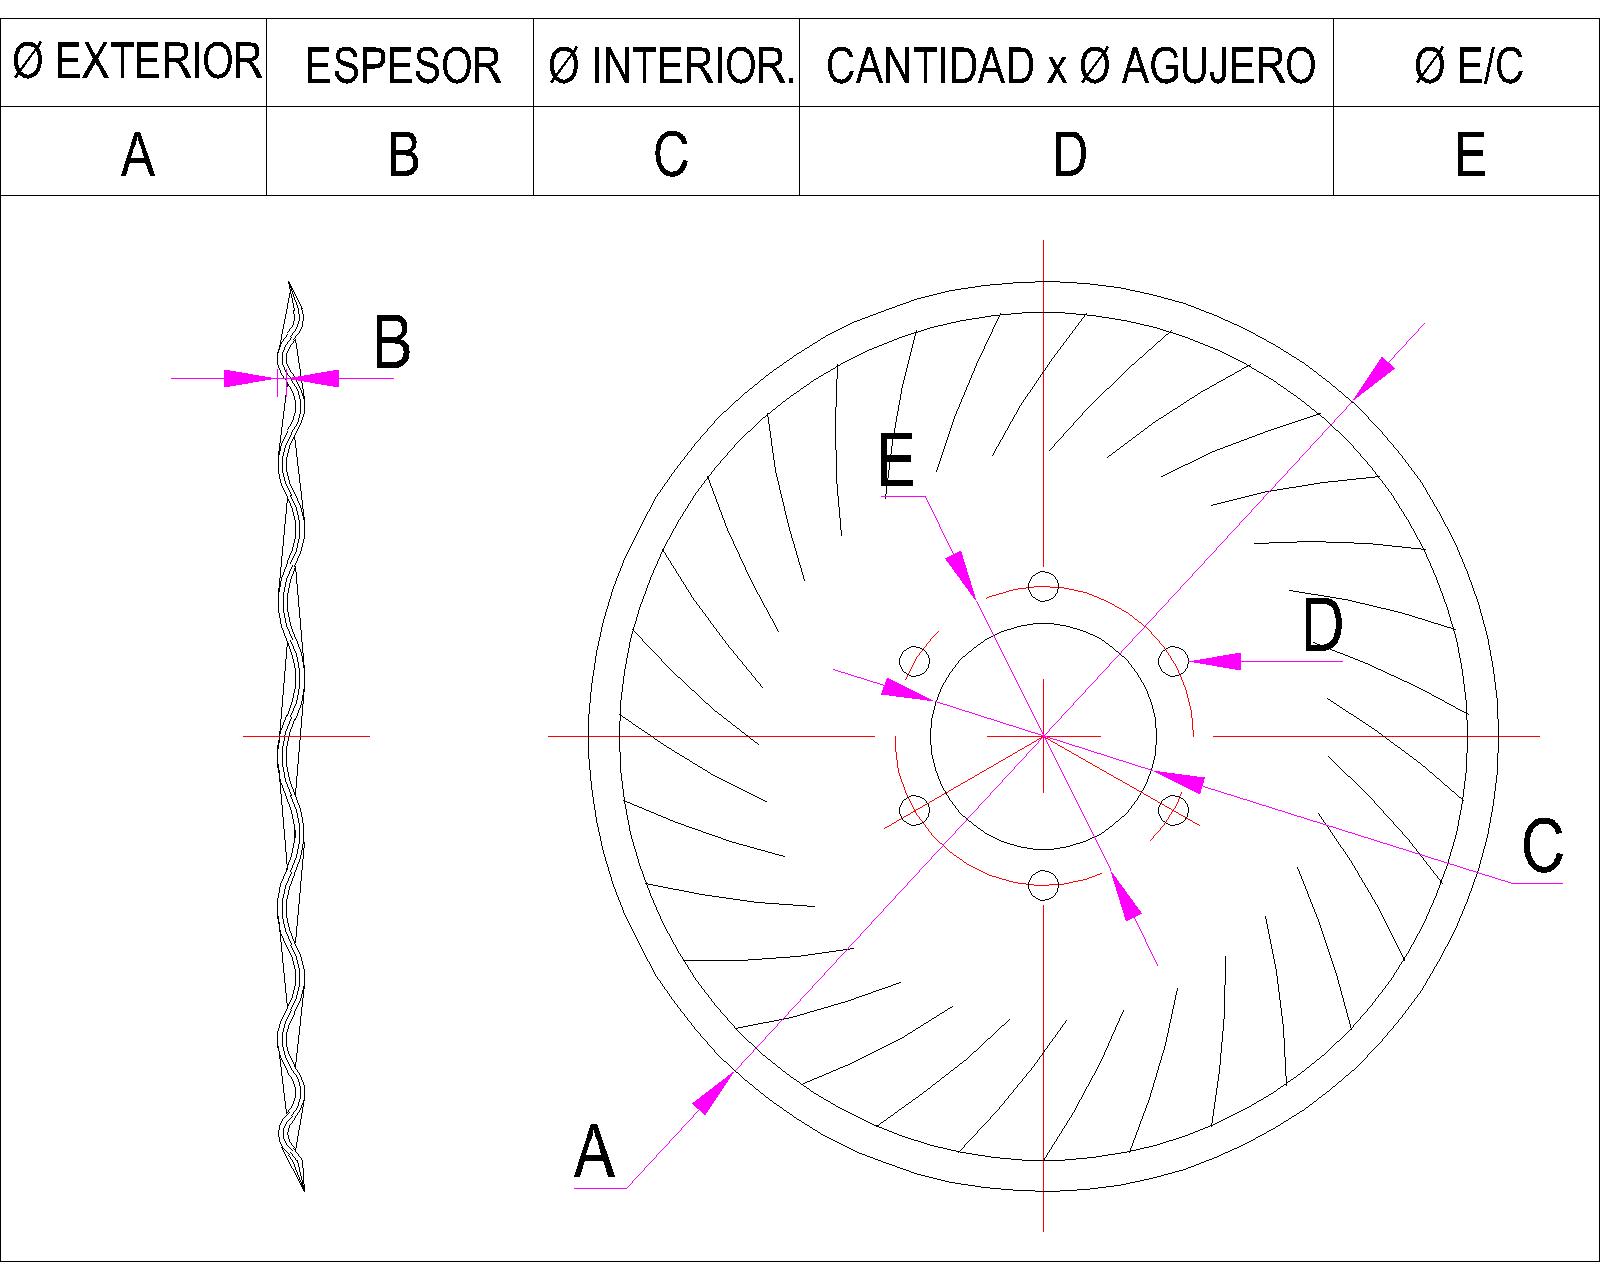 Ø EXTERIOR ESPESOR Ø INTERIOR. CANTIDAD x Ø AGUJERO Ø E/C
A B C D E
B
E
D
C
A